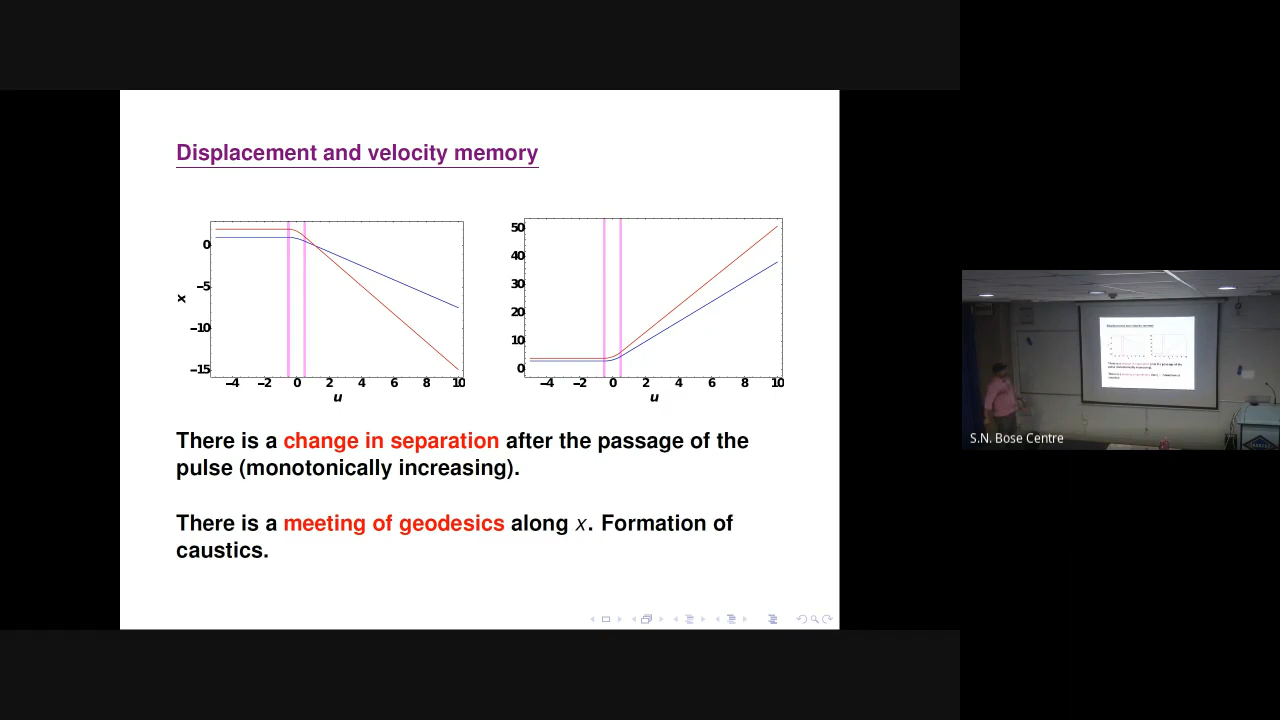 Displacement and velocity memory
0
−5
−10
−15
x
−4 −2 0 2 4 6 8 10
u
50
40
30
20
10
0
−4 −2 0 2 4 6 8 10
u
There is a change in separation after the passage of the
pulse (monotonically increasing).
There is a meeting of geodesics along x. Formation of
caustics.
S.N. Bose Centre